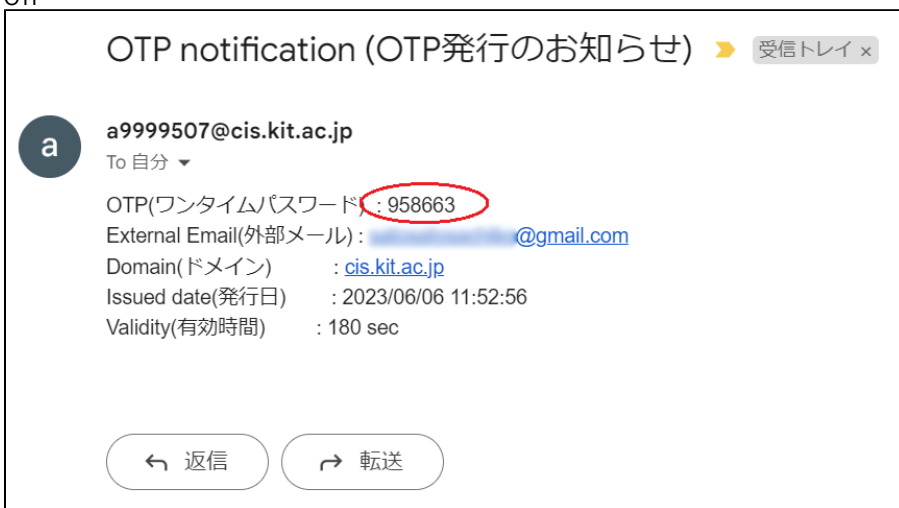 OTP notification (OTP発行のお知らせ) 受信トレイ ×
a
a9999507@cis.kit.ac.jp
To 自分
OTP(ワンタイムパスワード) : 958663
External Email(外部メール) : @gmail.com
Domain(ドメイン) : cis.kit.ac.jp
Issued date(発行日) : 2023/06/06 11:52:56
Validity(有効時間) : 180 sec
返信 転送